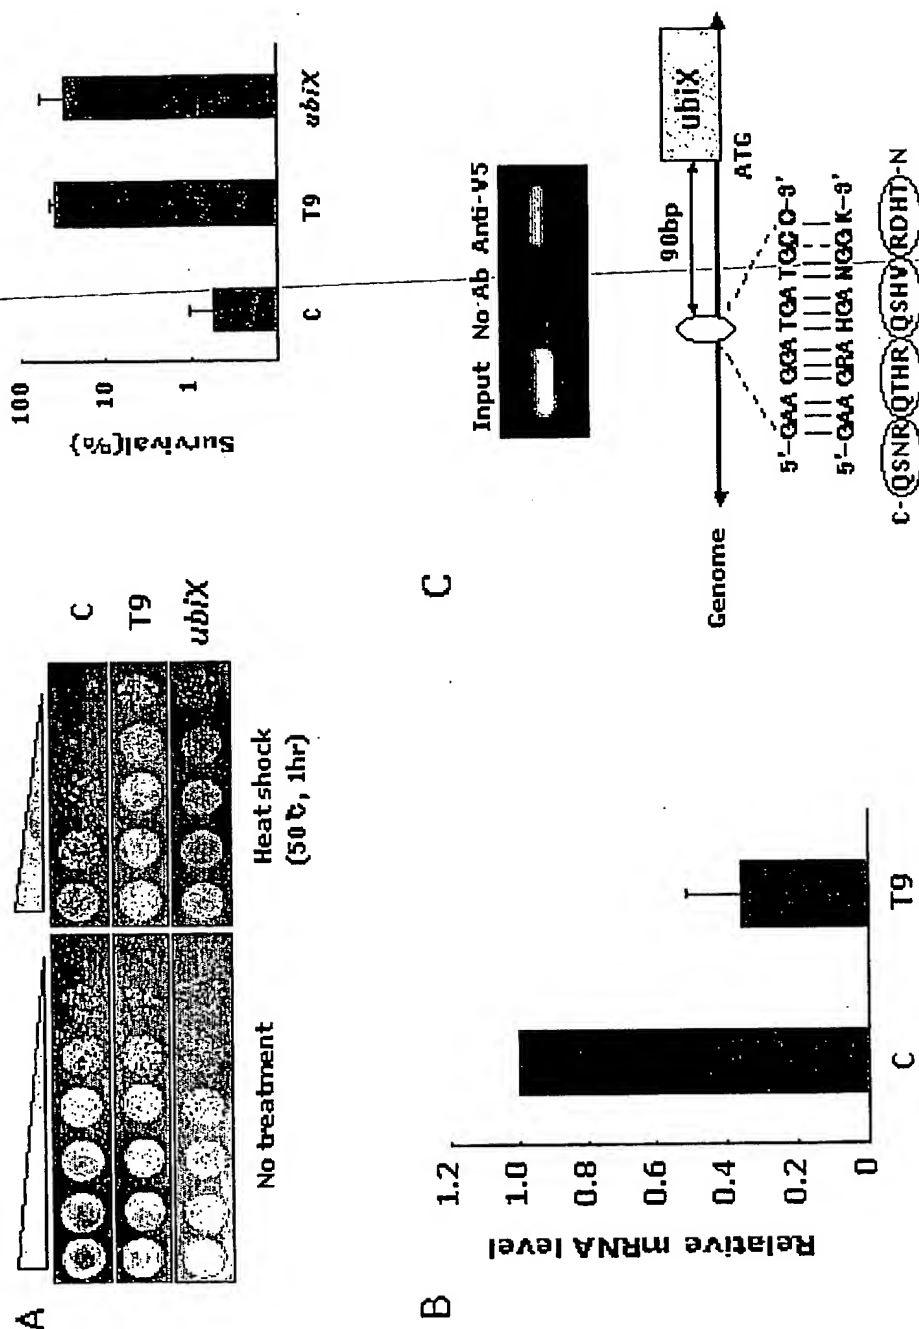 A
C
T9
ubiX
No treatment
Heat shock
(50℃, 1hr)
Survival(%)
100
10
1
C
T9
ubiX
B
Relative mRNA level
1.2
1.0
0.8
0.6
0.4
0.2
0
C
T9
C
Input No Ab Anti-V5
Genome
90bp
ubiX
ATG
5'-GAA GGA TGA TGC C-3'
5'-GAA GRA HGA NGG K-3'
C-QSNR QTHR QSHV RDHT-N